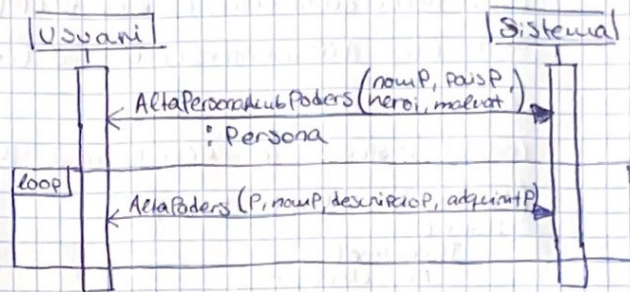 Usuari
Sistema
AltaPersonaAmbPoders (nomP, paisP,
heroi, malvat)
: Persona
loop
AltaPoders (P, nomP, descripcioP, adquiritP)